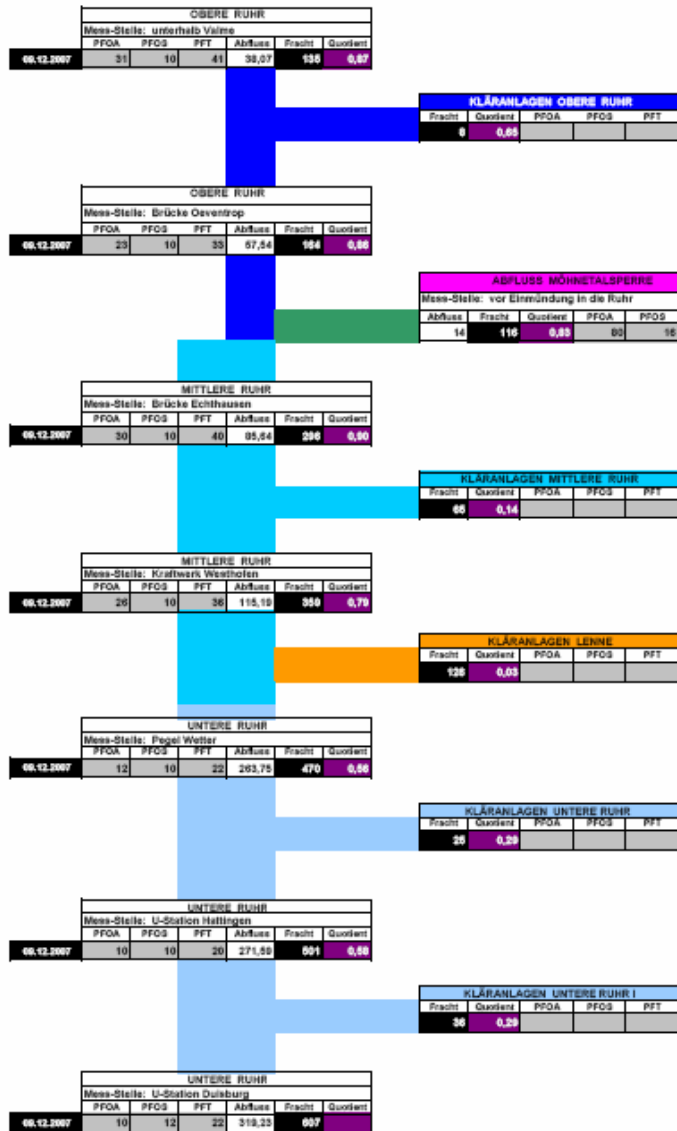 OBERE RUHR
Mess-Stelle: unterhalb Valme
PFOA PFOS PFT Abfluss Fracht Quotient
09.12.2007 31 10 41 38,07 135 0,87
KLÄRANLAGEN OBERE RUHR
Fracht Quotient PFOA PFOS PFT
8 0,65
OBERE RUHR
Mess-Stelle: Brücke Oeventrop
PFOA PFOS PFT Abfluss Fracht Quotient
09.12.2007 23 10 33 57,54 164 0,86
ABFLUSS MÖHNETALSPERRE
Mess-Stelle: vor Einmündung in die Ruhr
Abfluss Fracht Quotient PFOA PFOS
14 116 0,83 80 16
MITTLERE RUHR
Mess-Stelle: Brücke Echthausen
PFOA PFOS PFT Abfluss Fracht Quotient
09.12.2007 30 10 40 85,64 296 0,90
KLÄRANLAGEN MITTLERE RUHR
Fracht Quotient PFOA PFOS PFT
65 0,14
MITTLERE RUHR
Mess-Stelle: Kraftwerk Westhofen
PFOA PFOS PFT Abfluss Fracht Quotient
09.12.2007 26 10 36 115,19 359 0,79
KLÄRANLAGEN LENNE
Fracht Quotient PFOA PFOS PFT
126 0,03
UNTERE RUHR
Mess-Stelle: Pegel Wetter
PFOA PFOS PFT Abfluss Fracht Quotient
09.12.2007 12 10 22 263,75 470 0,56
KLÄRANLAGEN UNTERE RUHR
Fracht Quotient PFOA PFOS PFT
25 0,29
UNTERE RUHR
Mess-Stelle: U-Station Hattingen
PFOA PFOS PFT Abfluss Fracht Quotient
09.12.2007 10 10 20 271,59 501 0,58
KLÄRANLAGEN UNTERE RUHR I
Fracht Quotient PFOA PFOS PFT
36 0,29
UNTERE RUHR
Mess-Stelle: U-Station Duisburg
PFOA PFOS PFT Abfluss Fracht Quotient
09.12.2007 10 12 22 319,23 607